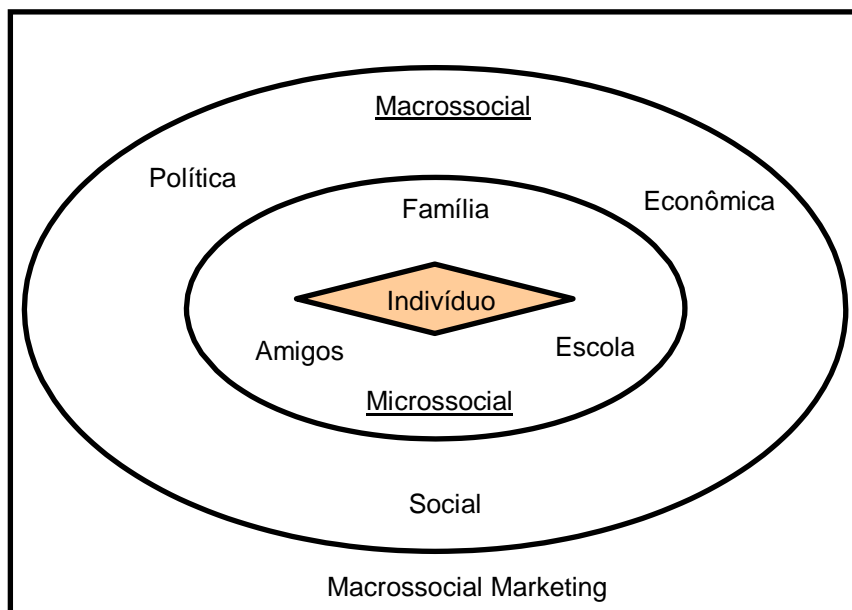 Macrossocial
Política
Econômica
Família
Indivíduo
Amigos
Escola
Microssocial
Social
Macrossocial Marketing